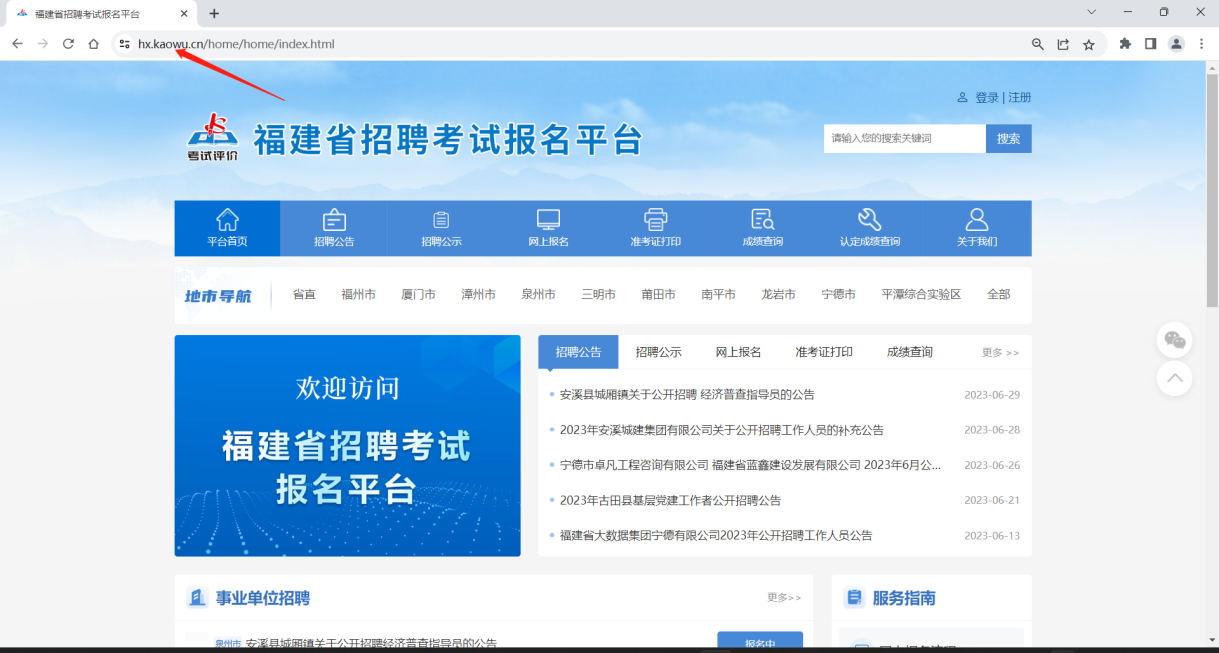 福建省招聘考试报名平台
hx.kaowu.cn/home/home/index.html
登录 | 注册
考试评价
福建省招聘考试报名平台
请输入您的搜索关键词
搜索
平台首页
招聘公告
招聘公示
网上报名
准考证打印
成绩查询
认定成绩查询
关于我们
地市导航
省直 福州市 厦门市 漳州市 泉州市 三明市 莆田市 南平市 龙岩市 宁德市 平潭综合实验区 全部
欢迎访问
福建省招聘考试
报名平台
招聘公告 招聘公示 网上报名 准考证打印 成绩查询 更多 >>
安溪县城厢镇关于公开招聘 经济普查指导员的公告 2023-06-29
2023年安溪城建集团有限公司关于公开招聘工作人员的补充公告 2023-06-28
宁德市卓凡工程咨询有限公司 福建省蓝鑫建设发展有限公司 2023年6月公... 2023-06-26
2023年古田县基层党建工作者公开招聘公告 2023-06-21
福建省大数据集团宁德有限公司2023年公开招聘工作人员公告 2023-06-13
事业单位招聘 更多>>
泉州市 安溪县城厢镇关于公开招聘经济普查指导员的公告 报名中
服务指南